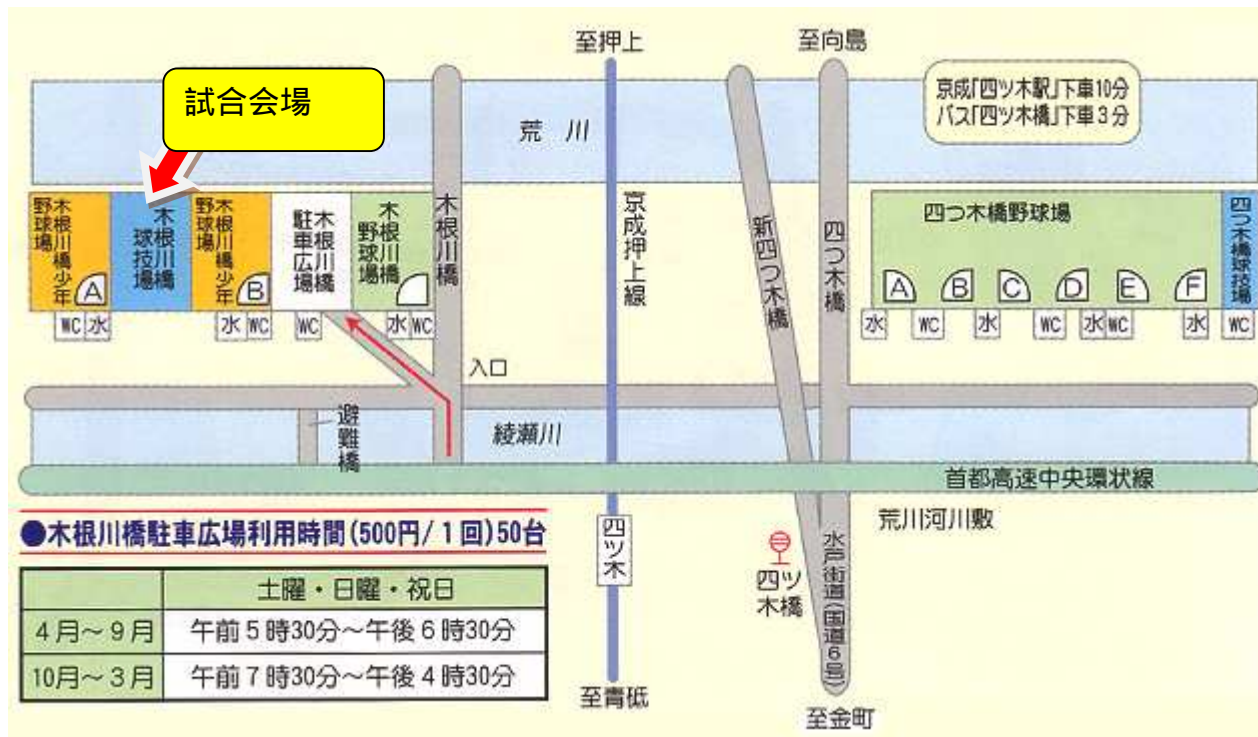 至押上
至向島
試合会場
京成「四ツ木駅」下車10分
バス「四ツ木橋」下車3分
荒川
木根川橋少年
野球場
A
木根川橋
球技場
木根川橋少年
野球場
B
木根川橋
駐車広場
木根川橋
野球場
木根川橋
京成押上線
新四つ木橋
四つ木橋
四つ木橋野球場
A
B
C
D
E
F
四つ木橋球技場
WC
水
水
WC
WC
水
WC
水
WC
水
WC
水
WC
水
WC
入口
避難橋
綾瀬川
首都高速中央環状線
荒川河川敷
●木根川橋駐車広場利用時間(500円/1回)50台
土曜・日曜・祝日
4月~9月 午前5時30分~午後6時30分
10月~3月 午前7時30分~午後4時30分
四ツ木
四ツ
木橋
水戸街道(国道6号)
至青砥
至金町